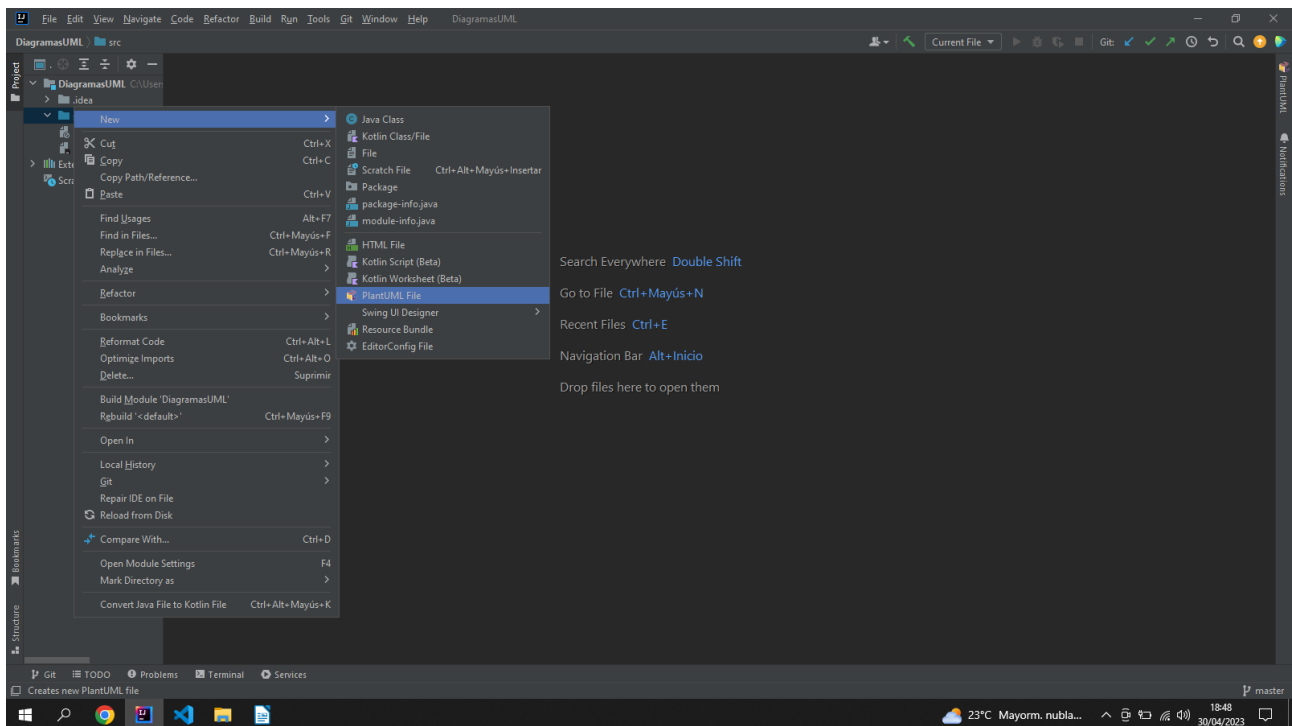 File Edit View Navigate Code Refactor Build Run Tools Git Window Help DiagramasUML
DiagramasUML src
Current File
Git:
Project
DiagramasUML C:\User
.idea
Exte
Scra
New
Cut Ctrl+X
Copy Ctrl+C
Copy Path/Reference...
Paste Ctrl+V
Find Usages Alt+F7
Find in Files... Ctrl+Mayús+F
Replace in Files... Ctrl+Mayús+R
Analyze
Refactor
Bookmarks
Reformat Code Ctrl+Alt+L
Optimize Imports Ctrl+Alt+O
Delete... Suprimir
Build Module 'DiagramasUML'
Rebuild '<default>' Ctrl+Mayús+F9
Open In
Local History
Git
Repair IDE on File
Reload from Disk
Compare With... Ctrl+D
Open Module Settings F4
Mark Directory as
Convert Java File to Kotlin File Ctrl+Alt+Mayús+K
Java Class
Kotlin Class/File
File
Scratch File Ctrl+Alt+Mayús+Insertar
Package
package-info.java
module-info.java
HTML File
Kotlin Script (Beta)
Kotlin Worksheet (Beta)
PlantUML File
Swing UI Designer
Resource Bundle
EditorConfig File
Search Everywhere Double Shift
Go to File Ctrl+Mayús+N
Recent Files Ctrl+E
Navigation Bar Alt+Inicio
Drop files here to open them
PlantUML
Notifications
Bookmarks
Structure
Git TODO Problems Terminal Services
Creates new PlantUML file
master
23°C Mayorm. nubla...
18:48
30/04/2023